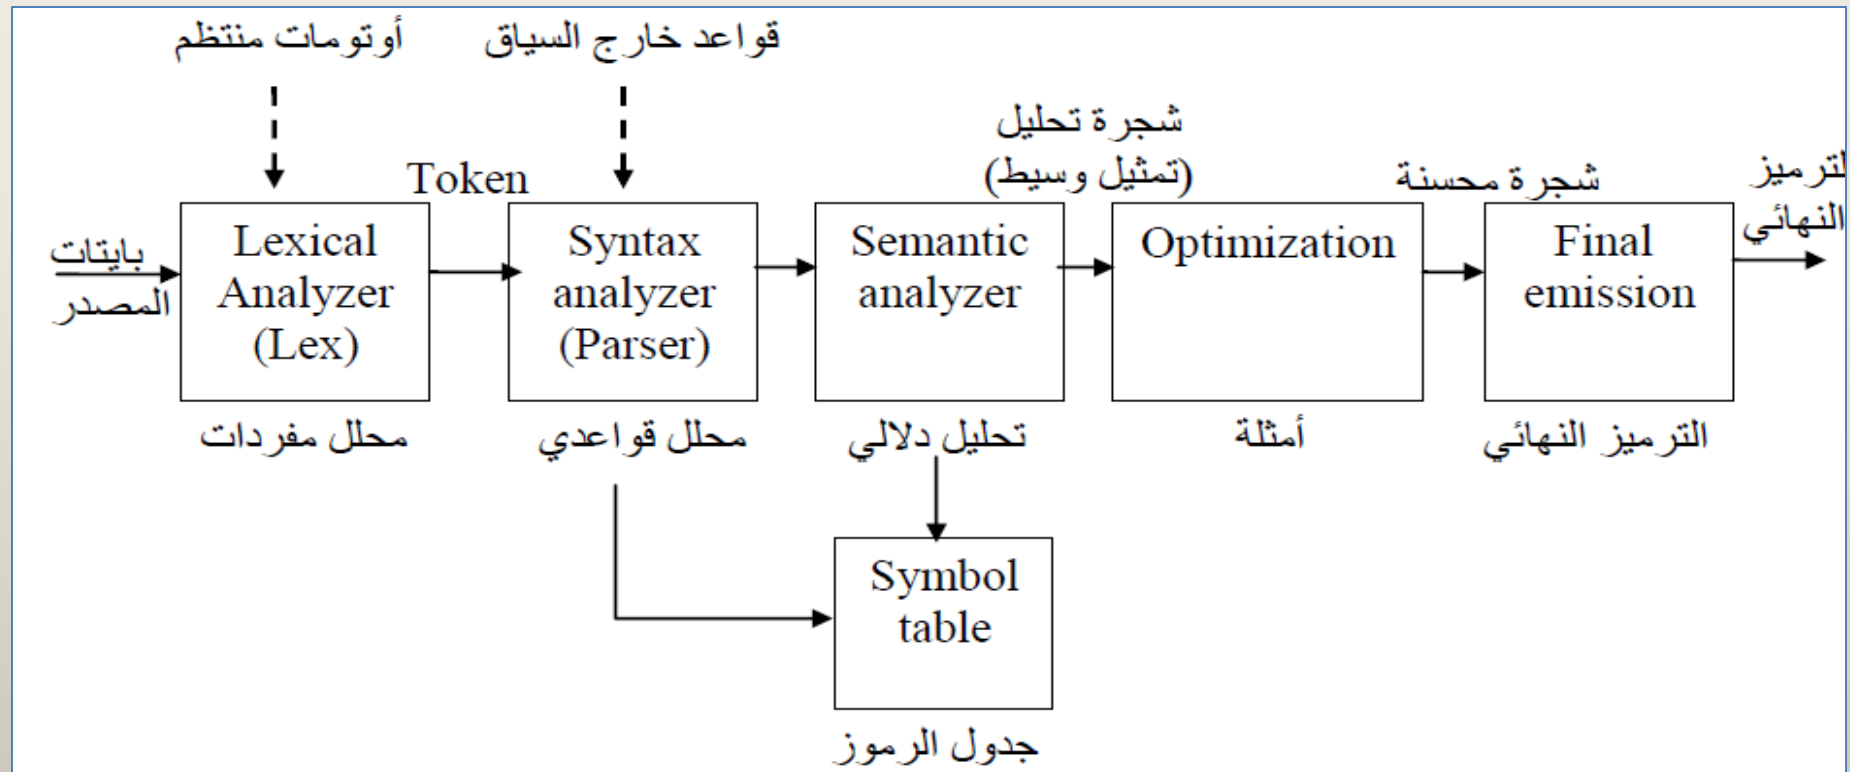 أوتومات منتظم
قواعد خارج السياق
شجرة تحليل
(تمثيل وسيط)
Token
شجرة محسنة
لترميز
النهائي
بايتات
المصدر
Lexical
Analyzer
(Lex)
Syntax
analyzer
(Parser)
Semantic
analyzer
Optimization
Final
emission
محلل مفردات
محلل قواعدي
تحليل دلالي
أمثلة
الترميز النهائي
Symbol
table
جدول الرموز